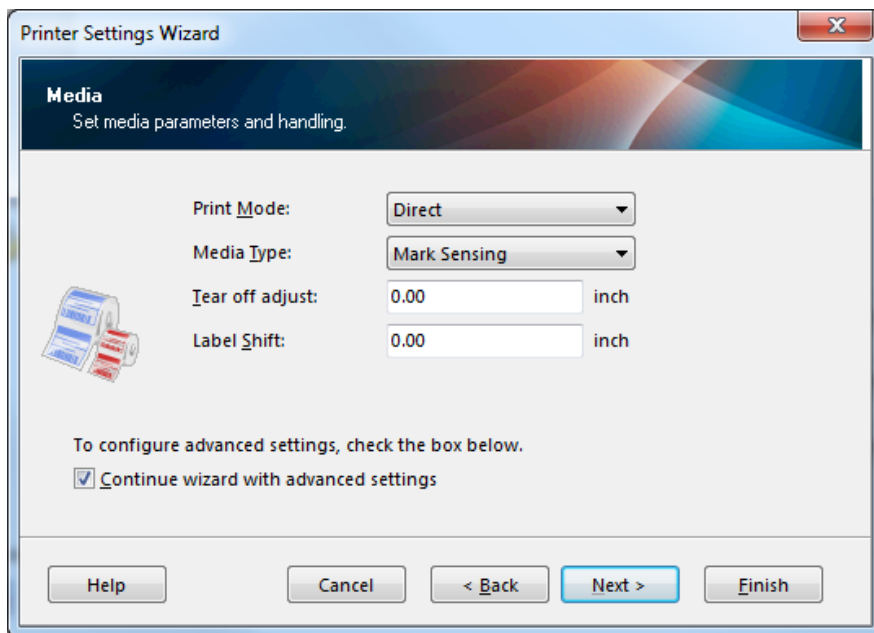 Printer Settings Wizard
Media
Set media parameters and handling.
Print Mode: Direct
Media Type: Mark Sensing
Tear off adjust: 0.00 inch
Label Shift: 0.00 inch
To configure advanced settings, check the box below.
Continue wizard with advanced settings
Help Cancel < Back Next > Finish